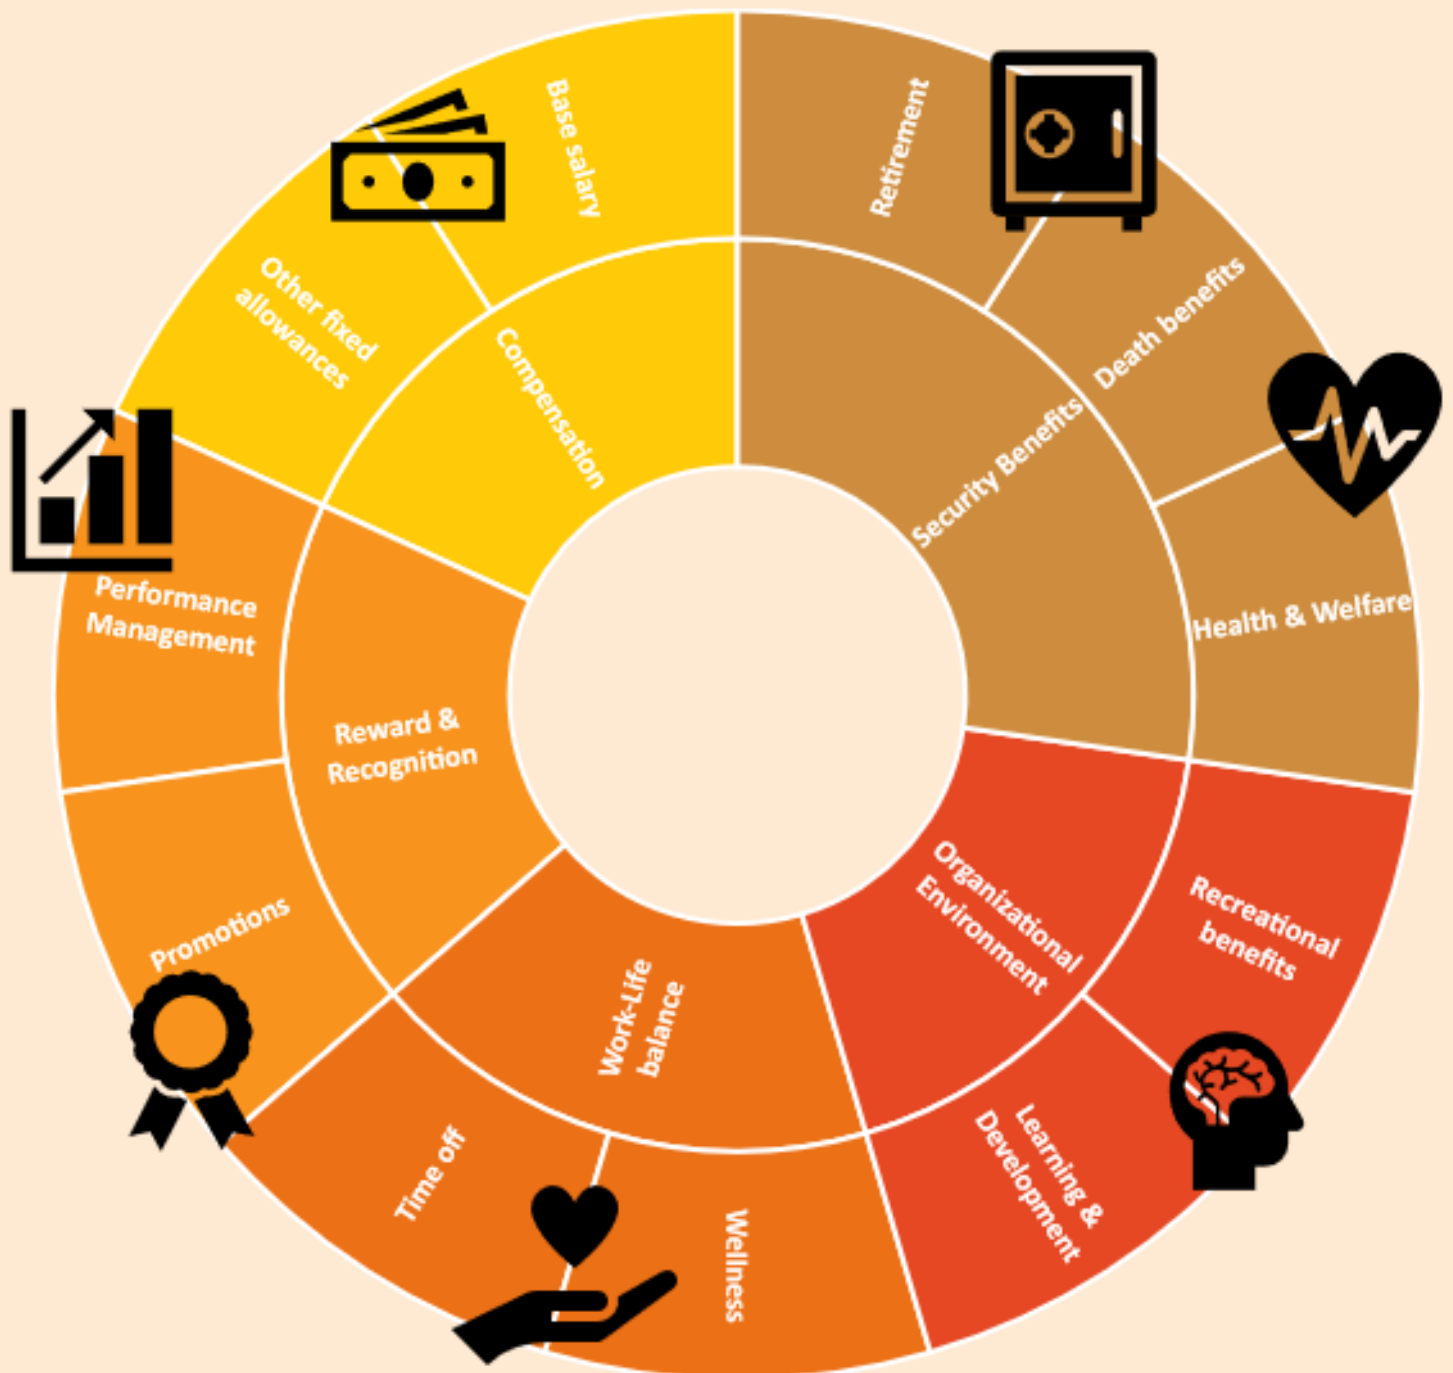 Retirement
Death benefits
Health & Welfare
Security Benefits
Recreational
benefits
Learning &
Development
Organizational
Environment
Wellness
Time off
Work-Life
balance
Promotions
Performance
Management
Reward &
Recognition
Other fixed
allowances
Base salary
Compensation